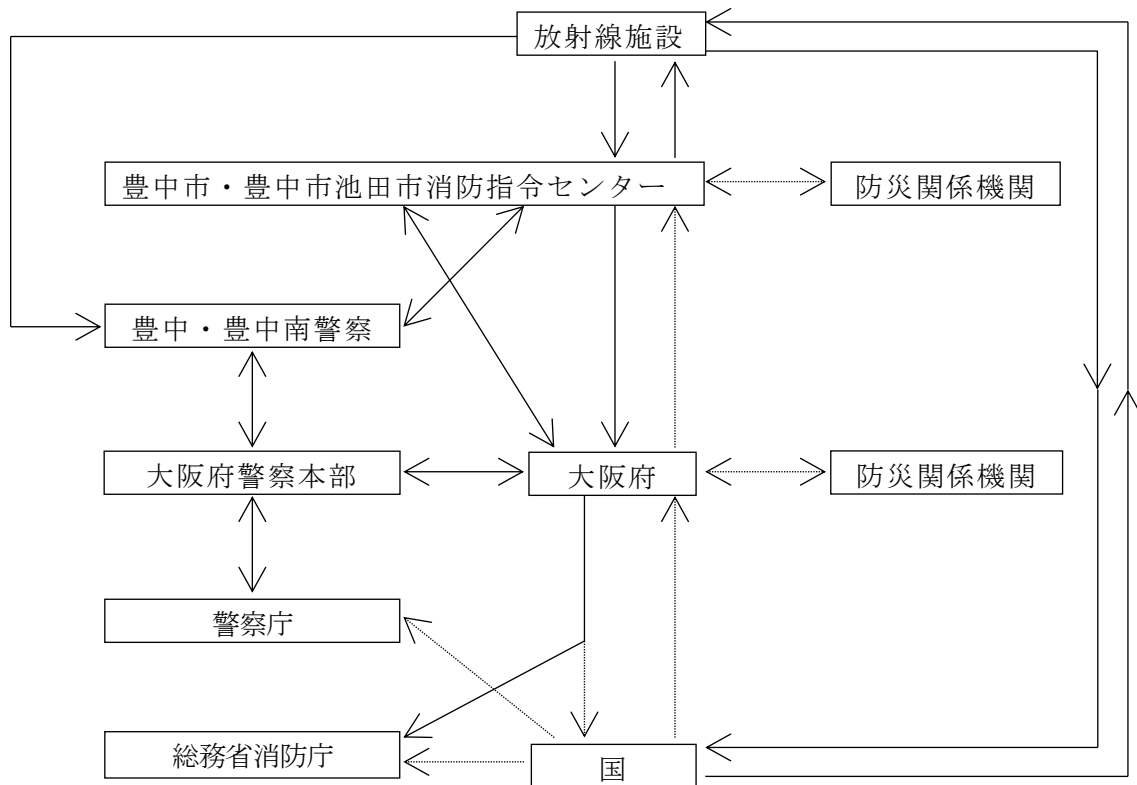 放射線施設
豊中市・豊中市池田市消防指令センター
防災関係機関
豊中・豊中南警察
大阪府警察本部
大阪府
防災関係機関
警察庁
総務省消防庁
国